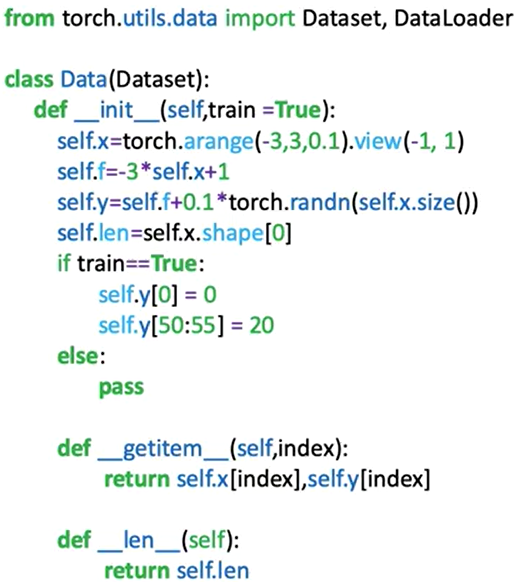 from torch.utils.data import Dataset, DataLoader
class Data(Dataset):
def __init__(self,train =True):
self.x=torch.arange(-3,3,0.1).view(-1, 1)
self.f=-3*self.x+1
self.y=self.f+0.1*torch.randn(self.x.size())
self.len=self.x.shape[0]
if train==True:
self.y[0] = 0
self.y[50:55] = 20
else:
pass
def __getitem__(self,index):
return self.x[index],self.y[index]
def __len__(self):
return self.len